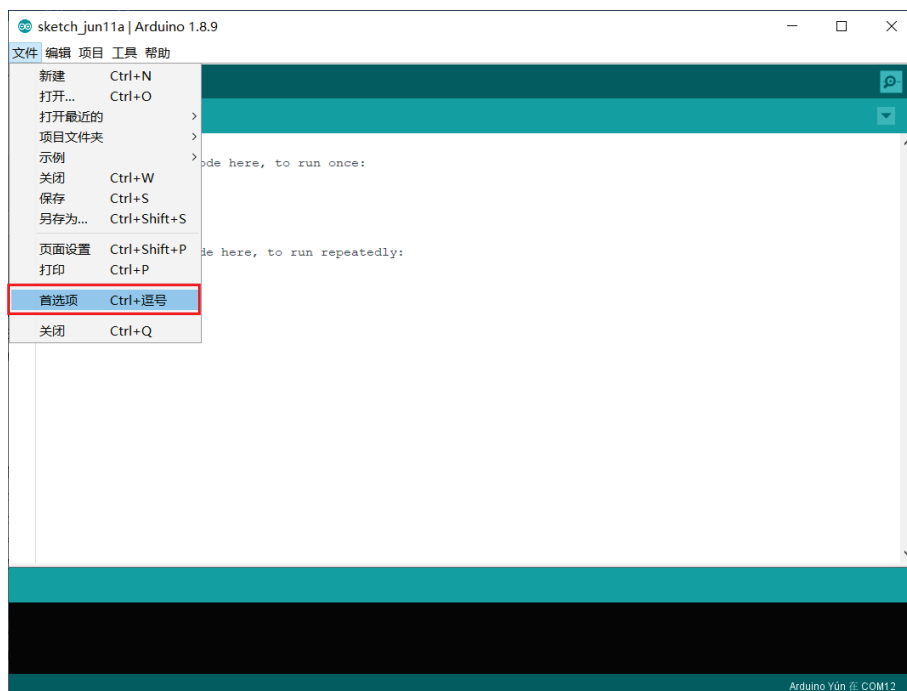 sketch_jun11a | Arduino 1.8.9
文件 编辑 项目 工具 帮助
新建 Ctrl+N
打开... Ctrl+O
打开最近的
项目文件夹
示例
ode here, to run once:
关闭 Ctrl+W
保存 Ctrl+S
另存为... Ctrl+Shift+S
页面设置 Ctrl+Shift+P
de here, to run repeatedly:
打印 Ctrl+P
首选项 Ctrl+逗号
关闭 Ctrl+Q
Arduino Yún 在 COM12